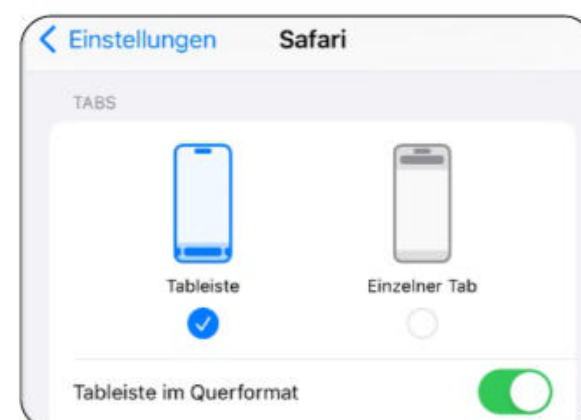 Einstellungen Safari
TABS
Tableiste Einzelner Tab
Tableiste im Querformat